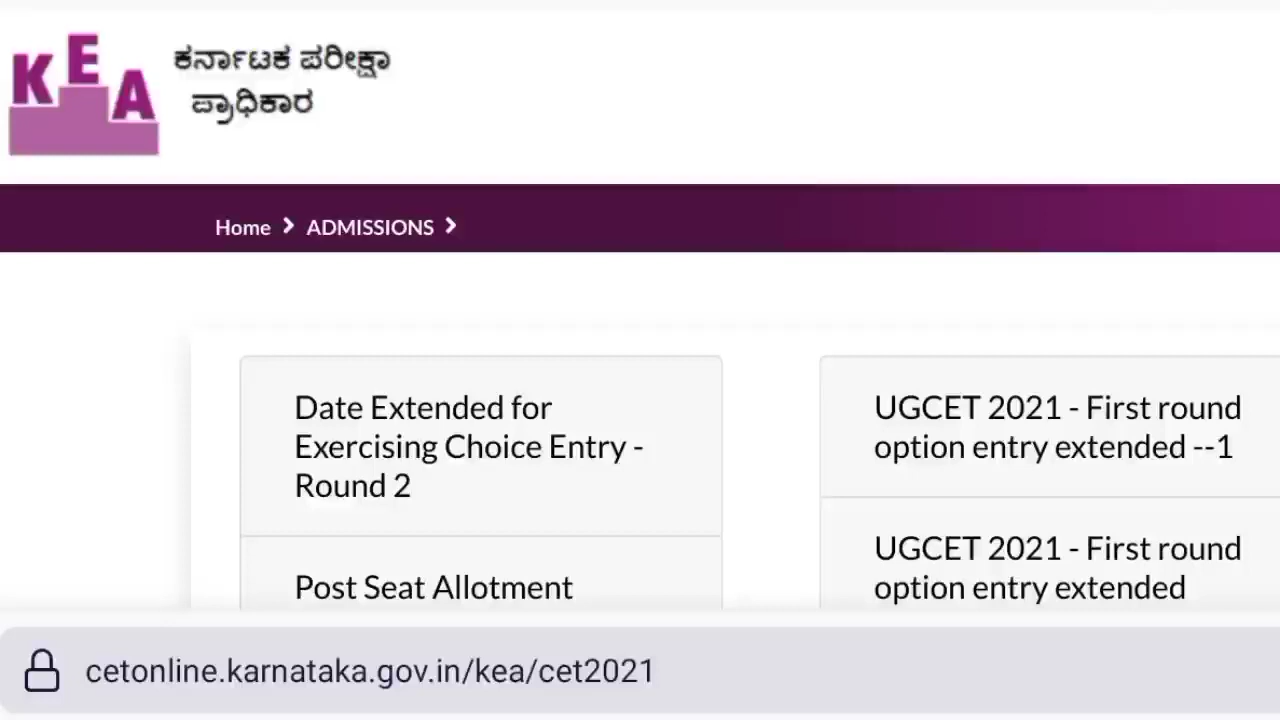 KEA
ಕರ್ನಾಟಕ ಪರೀಕ್ಷಾ
ಪ್ರಾಧಿಕಾರ
Home > ADMISSIONS >
Date Extended for
Exercising Choice Entry -
Round 2
Post Seat Allotment
UGCET 2021 - First round
option entry extended --1
UGCET 2021 - First round
option entry extended
cetonline.karnataka.gov.in/kea/cet2021